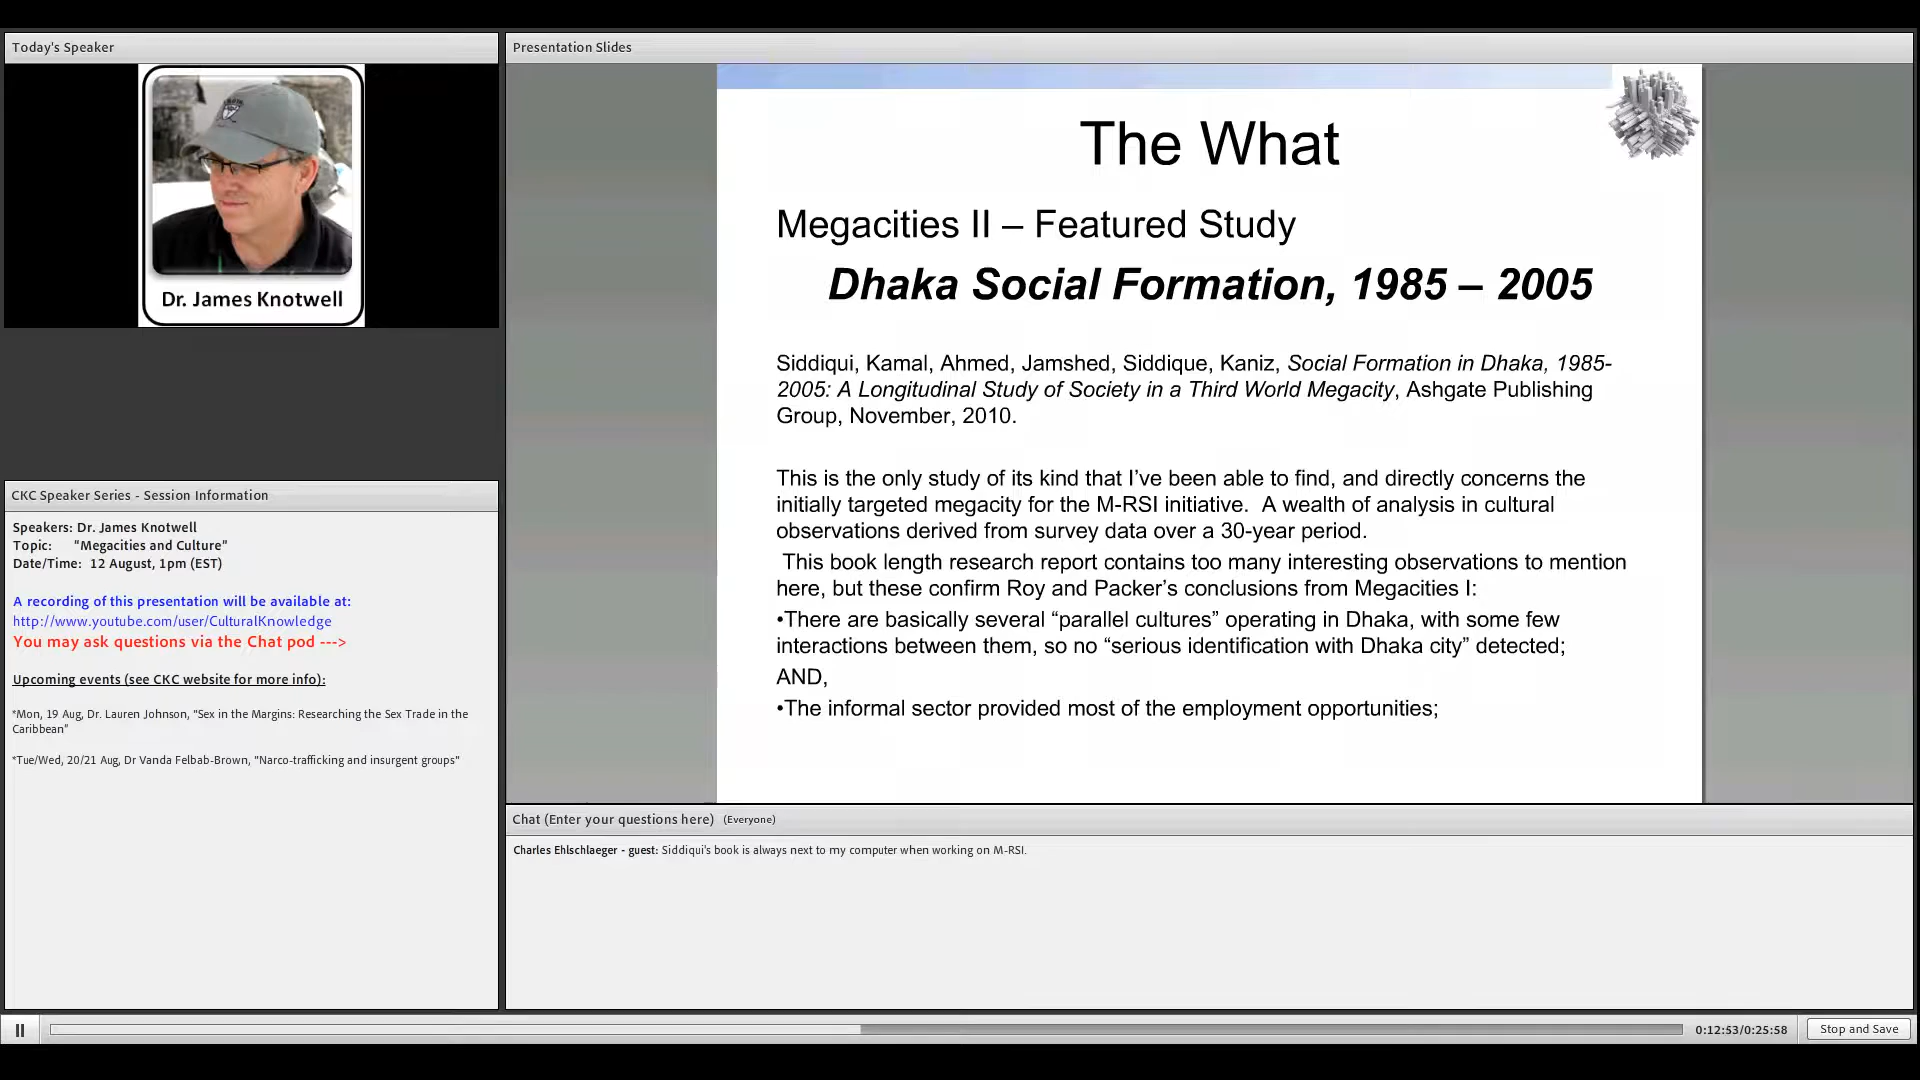 Today's Speaker
Dr. James Knotwell
CKC Speaker Series - Session Information
Speakers: Dr. James Knotwell
Topic: "Megacities and Culture"
Date/Time: 12 August, 1pm (EST)
A recording of this presentation will be available at:
http://www.youtube.com/user/CulturalKnowledge
You may ask questions via the Chat pod --->
Upcoming events (see CKC website for more info):
*Mon, 19 Aug, Dr. Lauren Johnson, "Sex in the Margins: Researching the Sex Trade in the
Caribbean"
*Tue/Wed, 20/21 Aug, Dr Vanda Felbab-Brown, "Narco-trafficking and insurgent groups"
Presentation Slides
The What
Megacities II – Featured Study
Dhaka Social Formation, 1985 – 2005
Siddiqui, Kamal, Ahmed, Jamshed, Siddique, Kaniz, Social Formation in Dhaka, 1985-
2005: A Longitudinal Study of Society in a Third World Megacity, Ashgate Publishing
Group, November, 2010.
This is the only study of its kind that I’ve been able to find, and directly concerns the
initially targeted megacity for the M-RSI initiative.  A wealth of analysis in cultural
observations derived from survey data over a 30-year period.
This book length research report contains too many interesting observations to mention
here, but these confirm Roy and Packer’s conclusions from Megacities I:
•There are basically several “parallel cultures” operating in Dhaka, with some few
interactions between them, so no “serious identification with Dhaka city” detected;
AND,
•The informal sector provided most of the employment opportunities;
Chat (Enter your questions here) (Everyone)
Charles Ehlschlaeger - guest: Siddiqui's book is always next to my computer when working on M-RSI.
0:12:53/0:25:58
Stop and Save